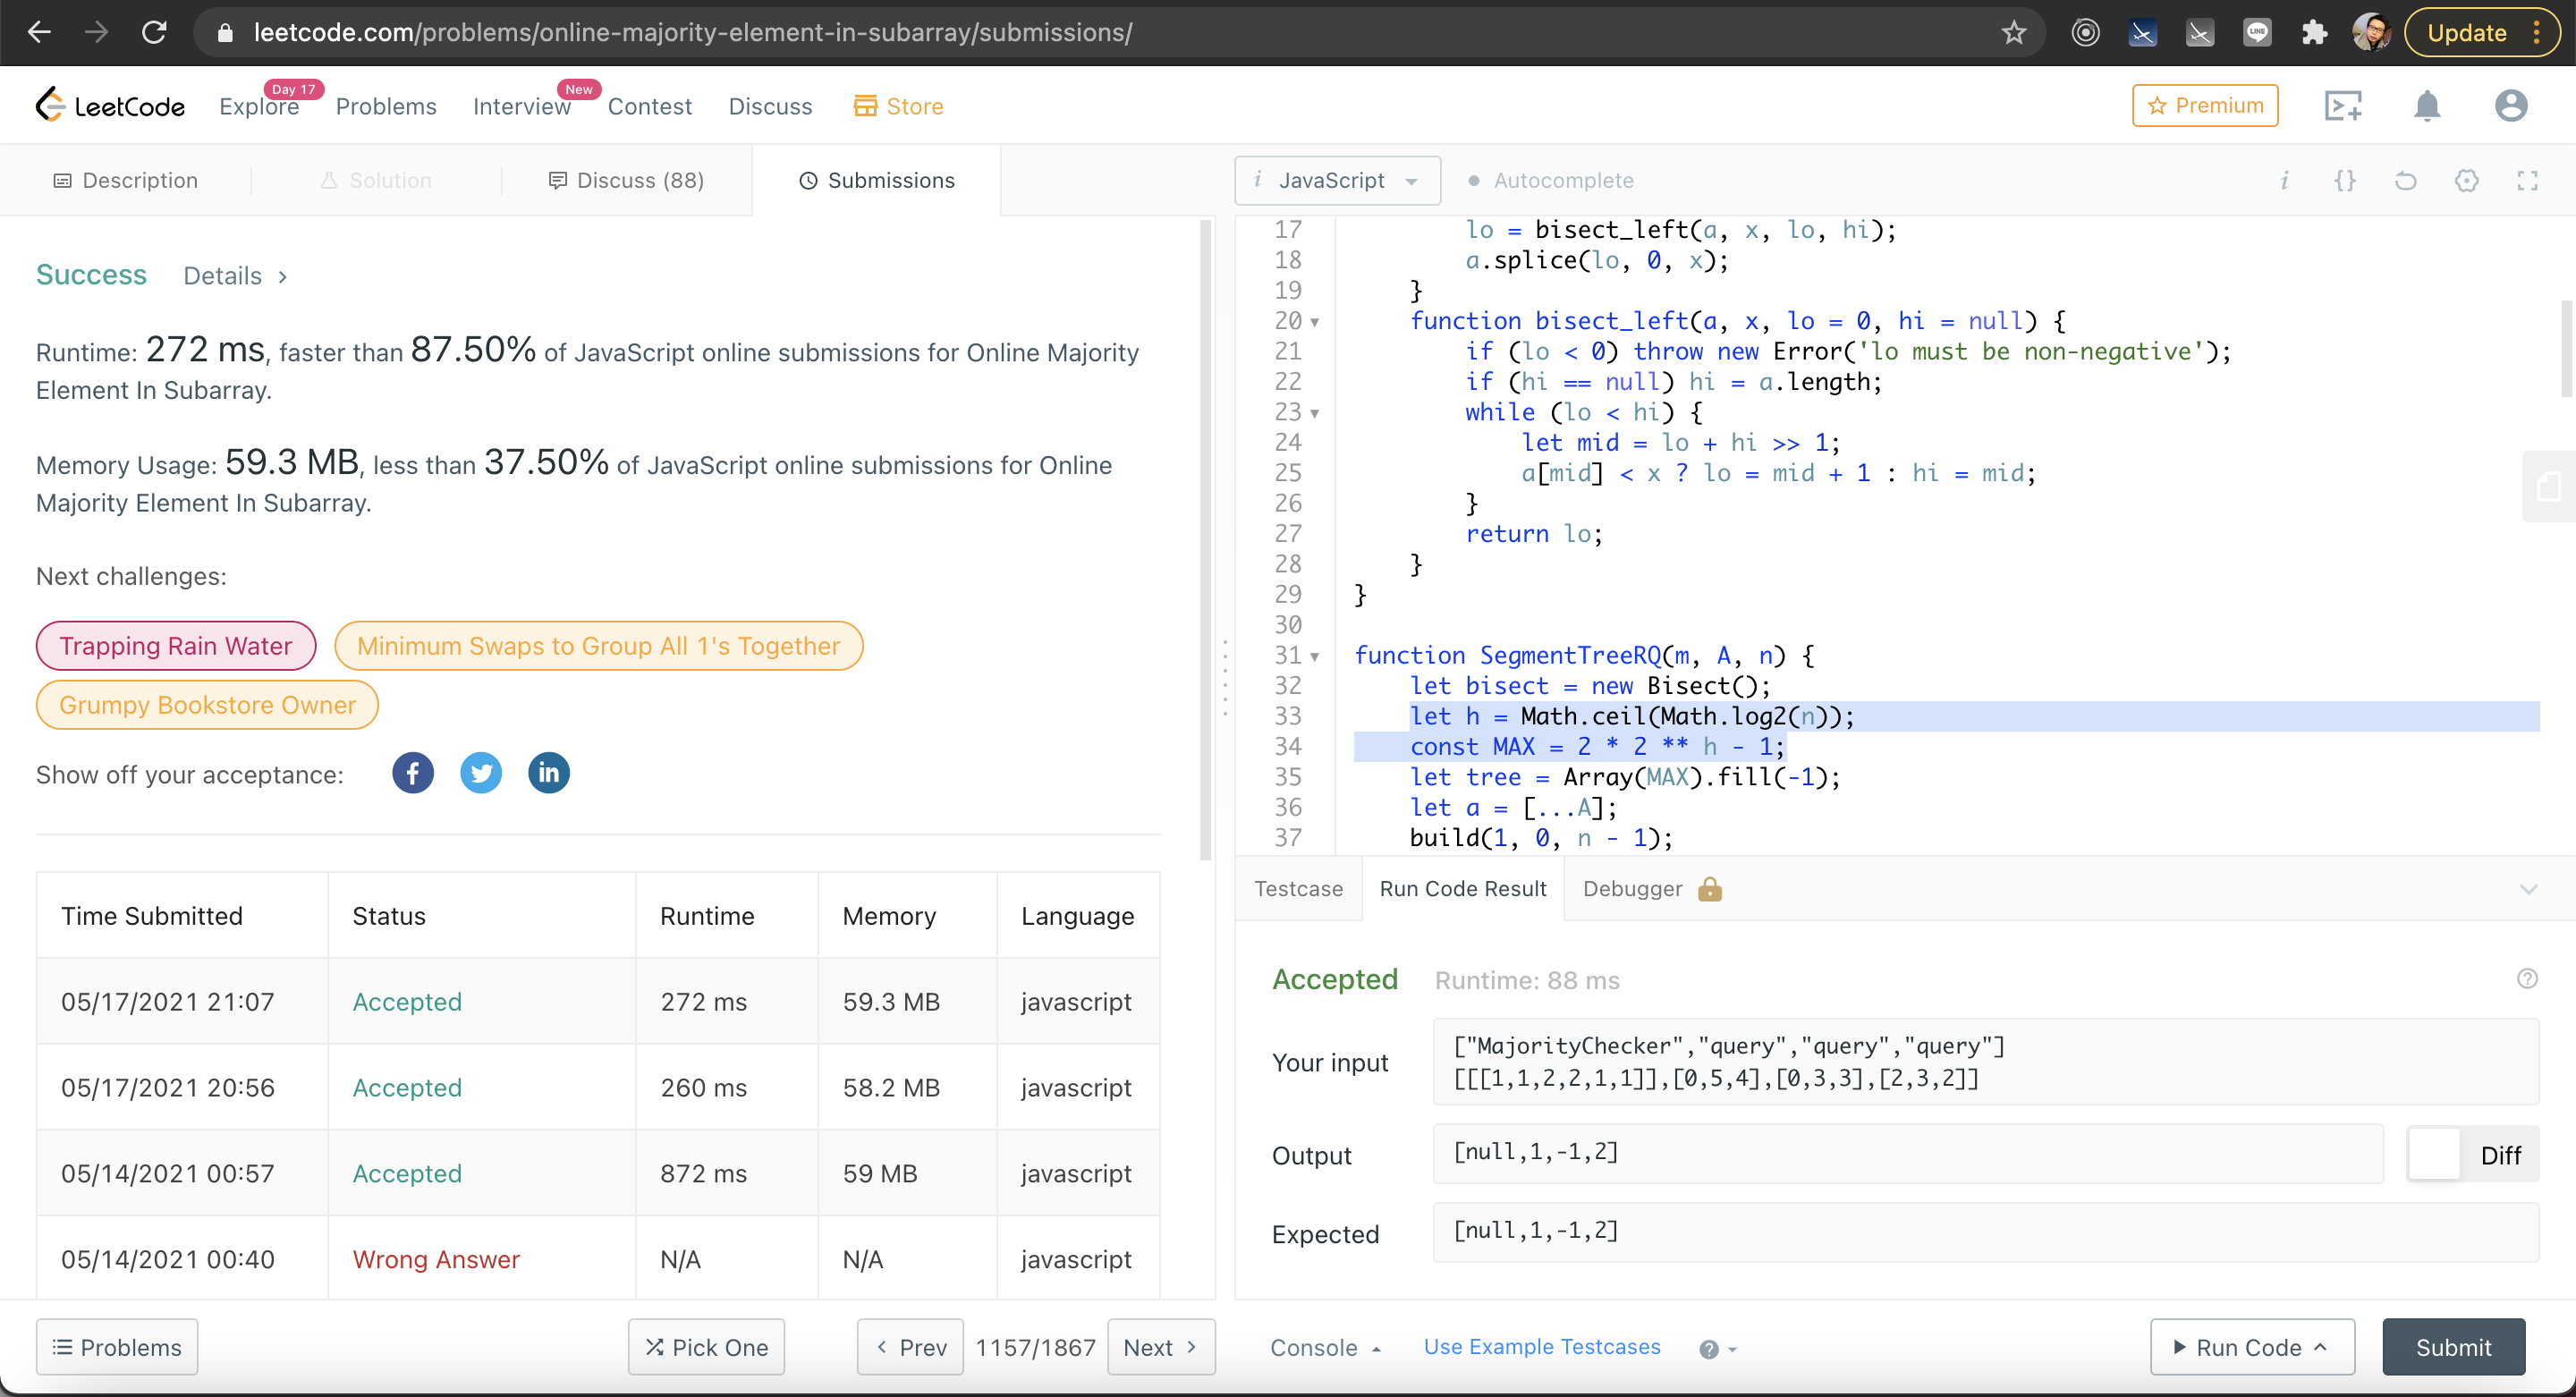 leetcode.com/problems/online-majority-element-in-subarray/submissions/
Update
LeetCode
Explore
Day 17
Problems
Interview
New
Contest
Discuss
Store
Premium
Description
Solution
Discuss (88)
Submissions
Success Details
Runtime: 272 ms, faster than 87.50% of JavaScript online submissions for Online Majority
Element In Subarray.
Memory Usage: 59.3 MB, less than 37.50% of JavaScript online submissions for Online
Majority Element In Subarray.
Next challenges:
Trapping Rain Water
Minimum Swaps to Group All 1's Together
Grumpy Bookstore Owner
Show off your acceptance:
Time Submitted Status Runtime Memory Language
05/17/2021 21:07 Accepted 272 ms 59.3 MB javascript
05/17/2021 20:56 Accepted 260 ms 58.2 MB javascript
05/14/2021 00:57 Accepted 872 ms 59 MB javascript
05/14/2021 00:40 Wrong Answer N/A N/A javascript
Problems
Pick One
Prev
1157/1867
Next
i JavaScript
Autocomplete
17 lo = bisect_left(a, x, lo, hi);
18 a.splice(lo, 0, x);
19 }
20 function bisect_left(a, x, lo = 0, hi = null) {
21 if (lo < 0) throw new Error('lo must be non-negative');
22 if (hi == null) hi = a.length;
23 while (lo < hi) {
24 let mid = lo + hi >> 1;
25 a[mid] < x ? lo = mid + 1 : hi = mid;
26 }
27 return lo;
28 }
29 }
30
31 function SegmentTreeRQ(m, A, n) {
32 let bisect = new Bisect();
33 let h = Math.ceil(Math.log2(n));
34 const MAX = 2 * 2 ** h - 1;
35 let tree = Array(MAX).fill(-1);
36 let a = [...A];
37 build(1, 0, n - 1);
Testcase
Run Code Result
Debugger
Accepted Runtime: 88 ms
Your input
["MajorityChecker","query","query","query"]
[[[1,1,2,2,1,1]],[0,5,4],[0,3,3],[2,3,2]]
Output
[null,1,-1,2]
Diff
Expected
[null,1,-1,2]
Console
Use Example Testcases
Run Code
Submit